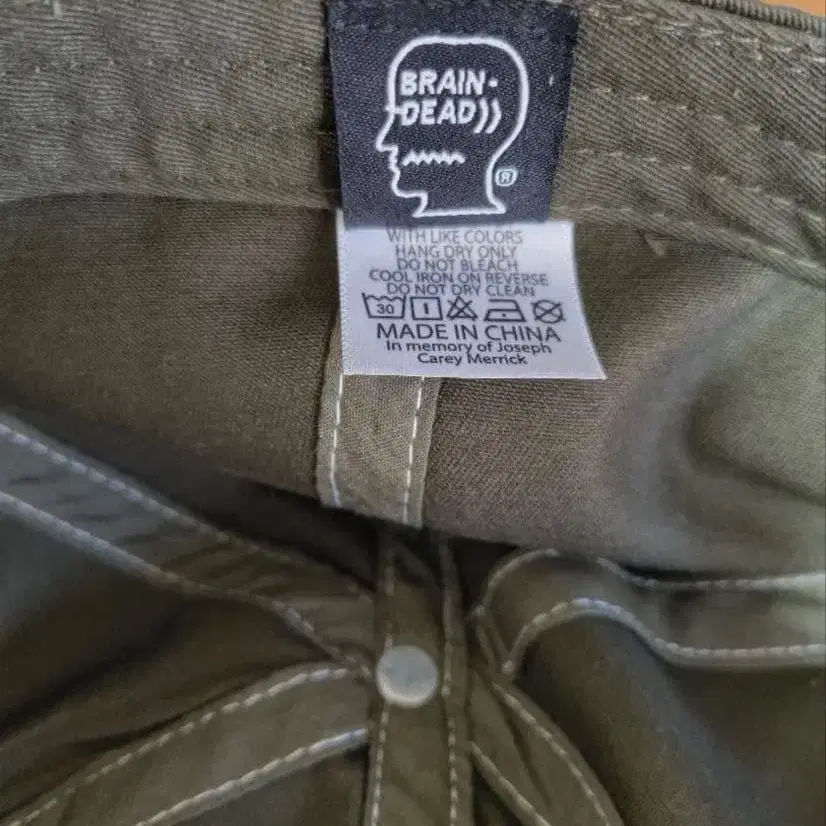 BRAIN-
DEAD))
®
WITH LIKE COLORS
HANG DRY ONLY
DO NOT BLEACH
COOL IRON ON REVERSE
DO NOT DRY CLEAN
30
MADE IN CHINA
In memory of Joseph
Carey Merrick